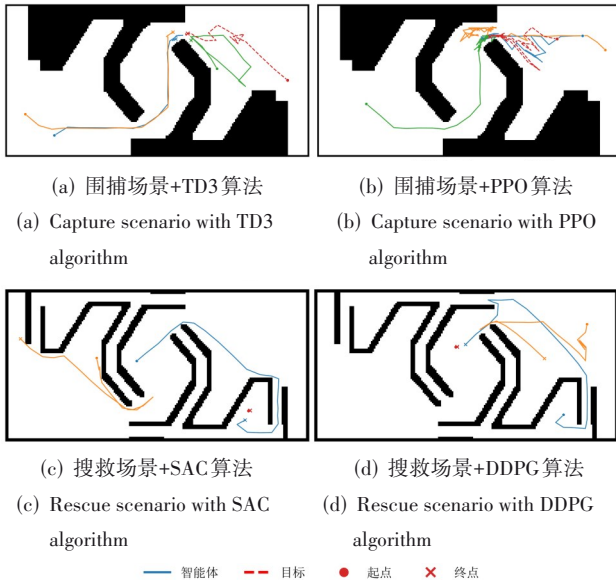 (a) 围捕场景+TD3算法
(b) 围捕场景+PPO算法
(a) Capture scenario with TD3
algorithm
(b) Capture scenario with PPO
algorithm
(c) 搜救场景+SAC算法
(d) 搜救场景+DDPG算法
(c) Rescue scenario with SAC
algorithm
(d) Rescue scenario with DDPG
algorithm
智能体 目标 起点 终点